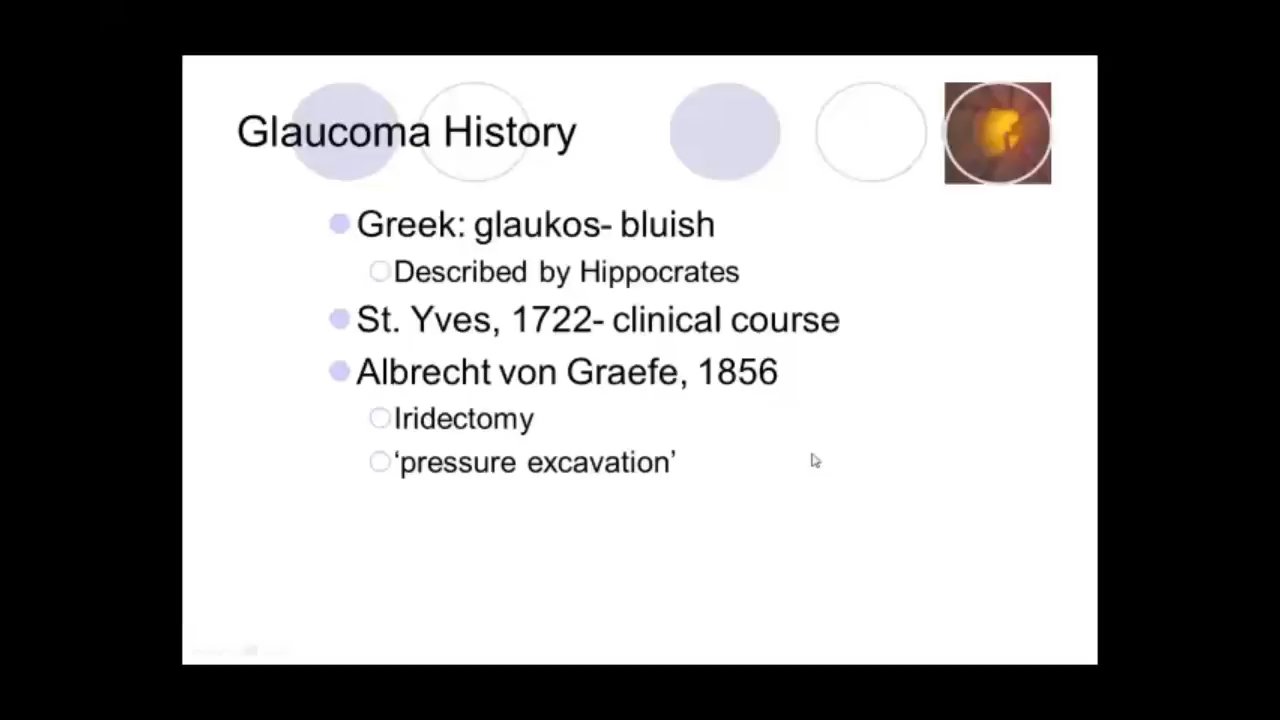 Glaucoma History
Greek: glaukos- bluish
Described by Hippocrates
St. Yves, 1722- clinical course
Albrecht von Graefe, 1856
Iridectomy
‘pressure excavation’